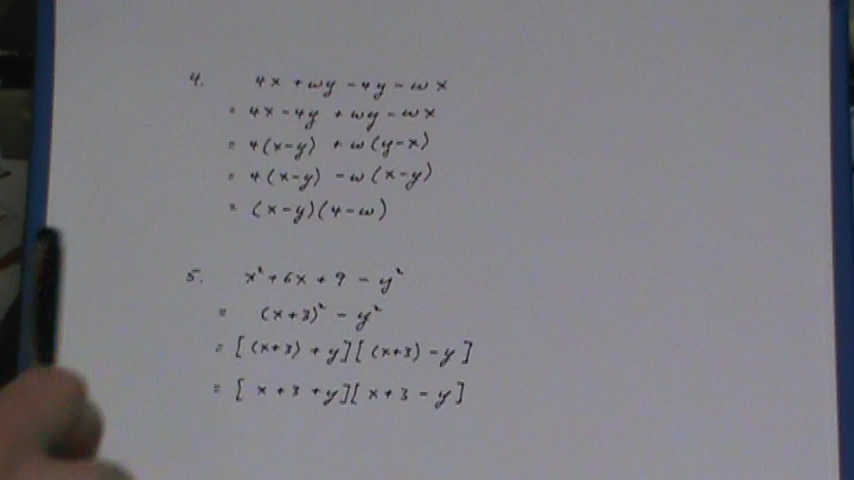 4. 4x + wy - 4y - wx
= 4x - 4y + wy - wx
= 4(x-y) + w(y-x)
= 4(x-y) - w(x-y)
= (x-y)(4-w)
5. x² + 6x + 9 - y²
= (x+3)² - y²
= [(x+3) + y][(x+3) - y]
= [x + 3 + y][x + 3 - y]